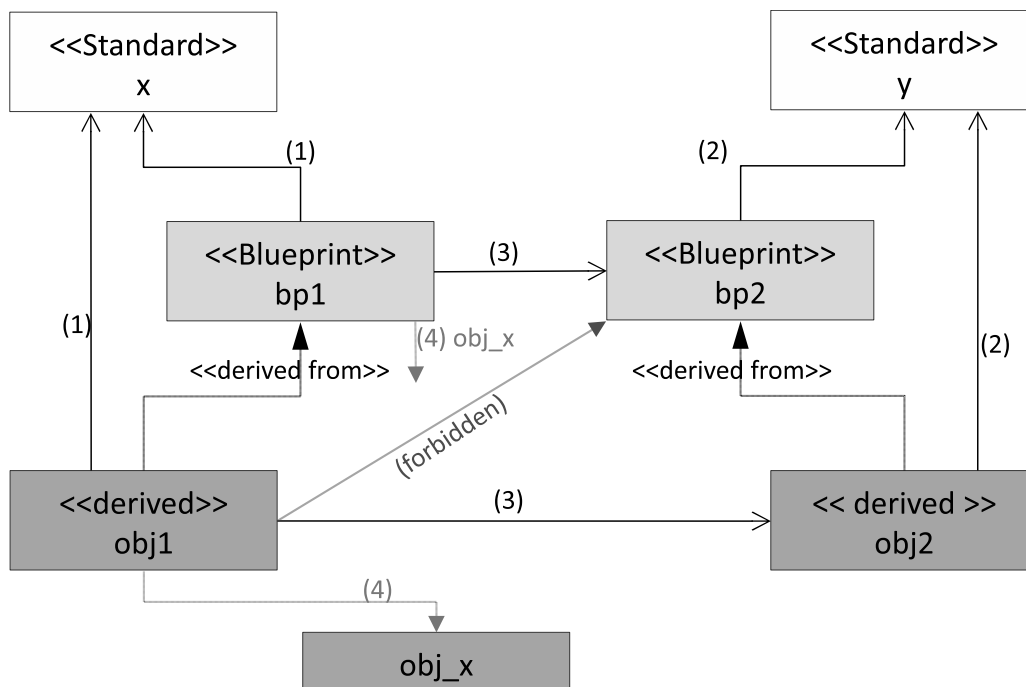 <<Standard>>
x
<<Standard>>
y
(1)
(2)
<<Blueprint>>
bp1
(3)
<<Blueprint>>
bp2
(1)
(4) obj_x
(2)
<<derived from>>
<<derived from>>
(forbidden)
<<derived>>
obj1
(3)
<< derived >>
obj2
(4)
obj_x